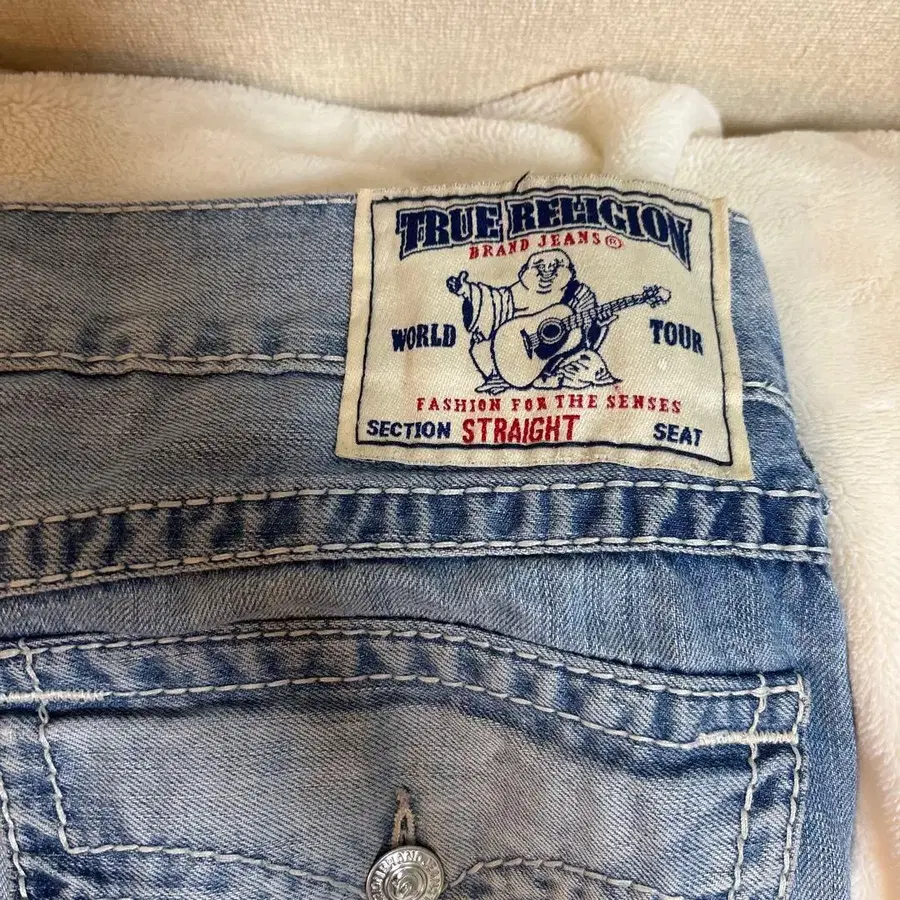 TRUE RELIGION
BRAND JEANS®
WORLD TOUR
FASHION FOR THE SENSES
SECTION STRAIGHT SEAT